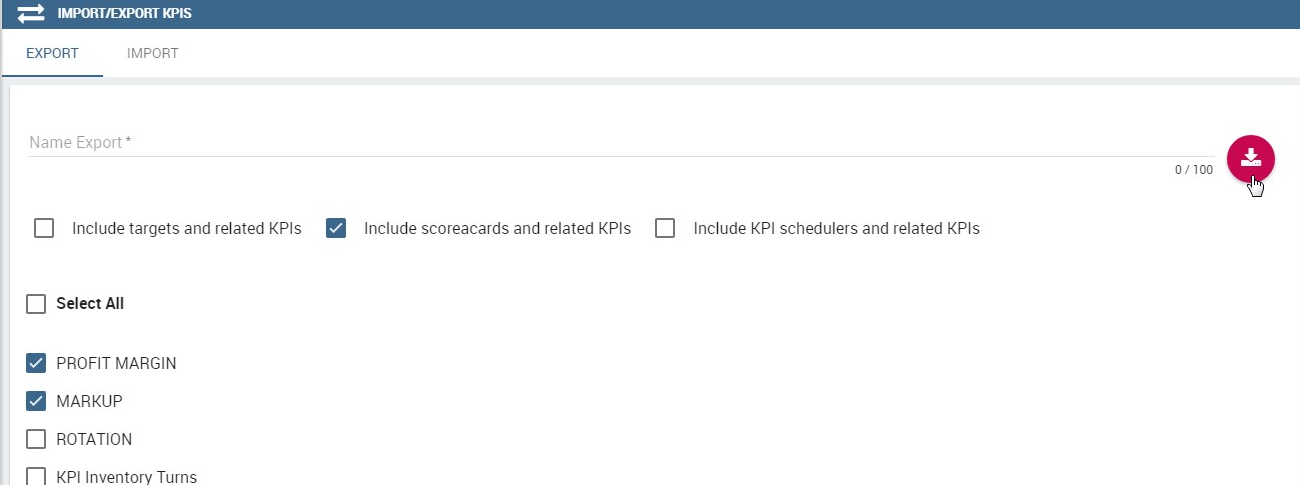 IMPORT/EXPORT KPIS
EXPORT IMPORT
Name Export *
0 / 100
Include targets and related KPIs Include scoreacards and related KPIs Include KPI schedulers and related KPIs
Select All
PROFIT MARGIN
MARKUP
ROTATION
KPI Inventory Turns